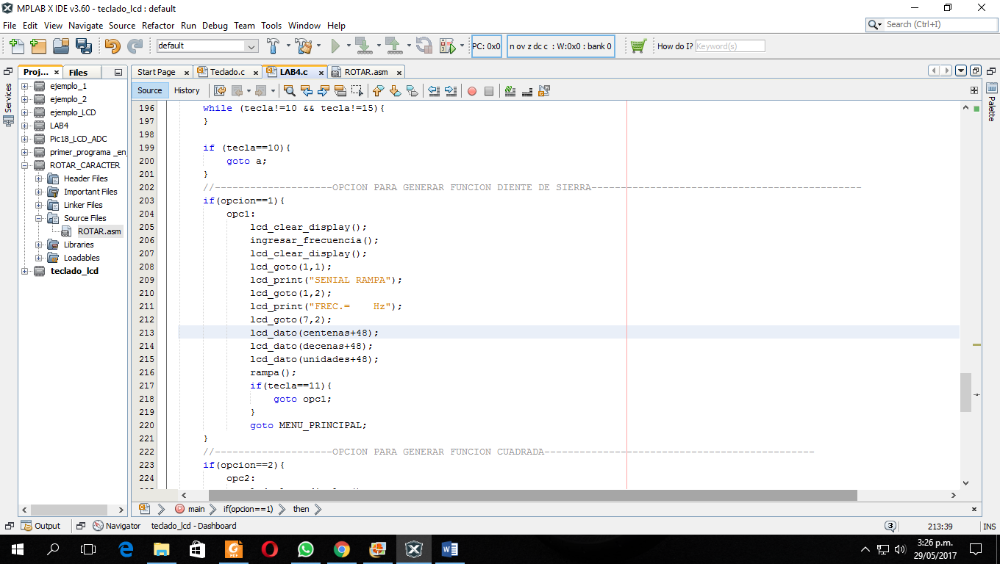 MPLAB X IDE v3.60 - teclado_lcd : default
File Edit View Navigate Source Refactor Run Debug Team Tools Window Help
Search (Ctrl+I)
default
PC: 0x0
n ov z dc c : W:0x0 : bank 0
How do I?
Keyword(s)
Proj... × Files
Start Page × Teclado.c × LAB4.c × ROTAR.asm ×
Services
Palette
Source History
ejemplo_1
ejemplo_2
ejemplo_LCD
LAB4
Pic18_LCD_ADC
primer_programa _en_
ROTAR_CARACTER
Header Files
Important Files
Linker Files
Source Files
ROTAR.asm
Libraries
Loadables
teclado_lcd
196 while (tecla!=10 && tecla!=15){
197 }
198
199 if (tecla==10){
200 goto a;
201 }
202 //--------------------OPCION PARA GENERAR FUNCION DIENTE DE SIERRA----------------------------------------------
203 if(opcion==1){
204 opc1:
205 lcd_clear_display();
206 ingresar_frecuencia();
207 lcd_clear_display();
208 lcd_goto(1,1);
209 lcd_print("SENIAL RAMPA");
210 lcd_goto(1,2);
211 lcd_print("FREC.=    Hz");
212 lcd_goto(7,2);
213 lcd_dato(centenas+48);
214 lcd_dato(decenas+48);
215 lcd_dato(unidades+48);
216 rampa();
217 if(tecla==11){
218 goto opc1;
219 }
220 goto MENU_PRINCIPAL;
221 }
222 //--------------------OPCION PARA GENERAR FUNCION CUADRADA----------------------------------------------
223 if(opcion==2){
224 opc2:
main if(opcion==1) then
Output Navigator teclado_lcd - Dashboard
3
213:39
INS
3:26 p.m.
29/05/2017